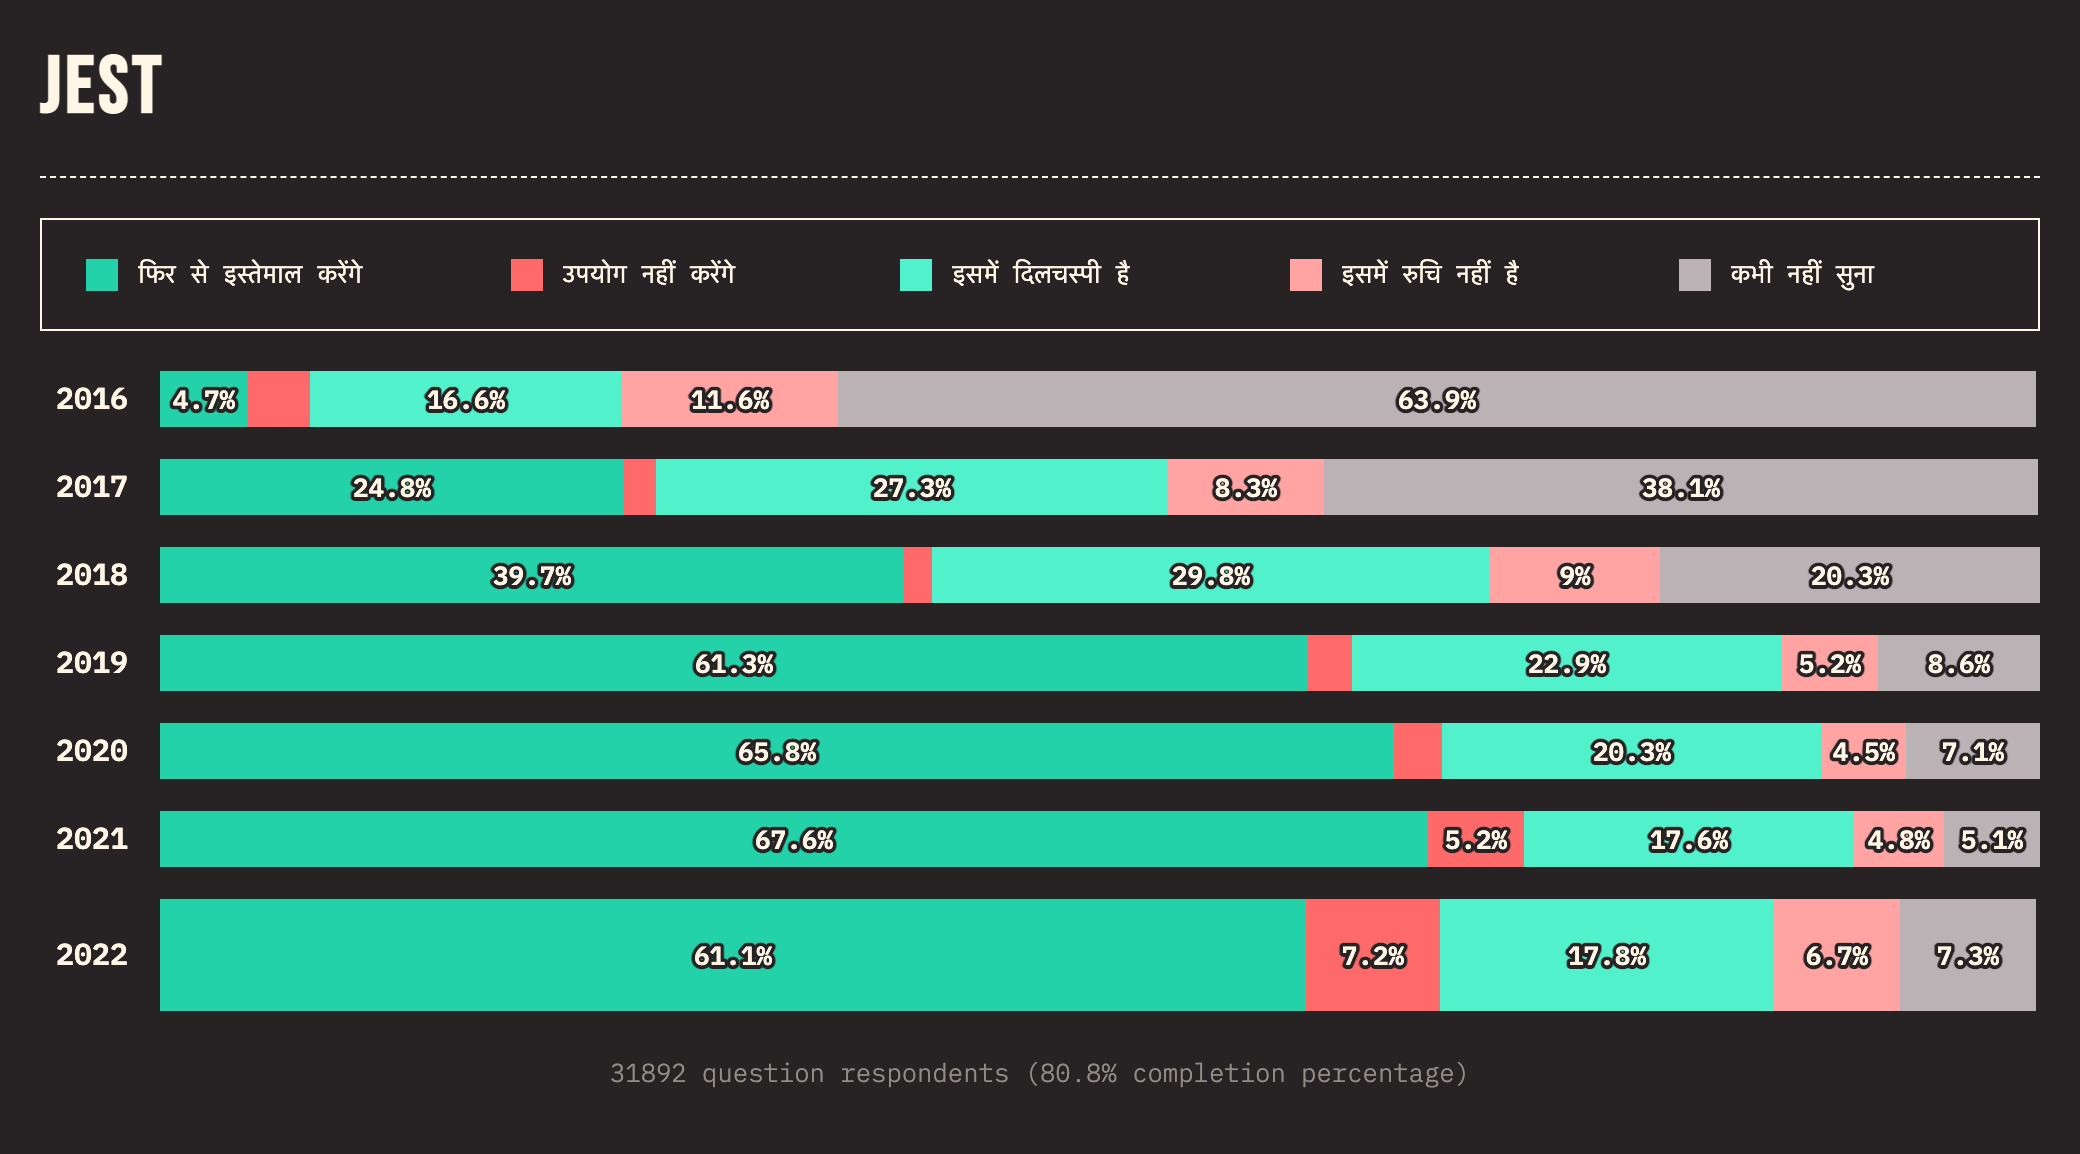 JEST
फिर से इस्तेमाल करेंगे उपयोग नहीं करेंगे इसमें दिलचस्पी है इसमें रुचि नहीं है कभी नहीं सुना
2016 4.7% 16.6% 11.6% 63.9%
2017 24.8% 27.3% 8.3% 38.1%
2018 39.7% 29.8% 9% 20.3%
2019 61.3% 22.9% 5.2% 8.6%
2020 65.8% 20.3% 4.5% 7.1%
2021 67.6% 5.2% 17.6% 4.8% 5.1%
2022 61.1% 7.2% 17.8% 6.7% 7.3%
31892 question respondents (80.8% completion percentage)